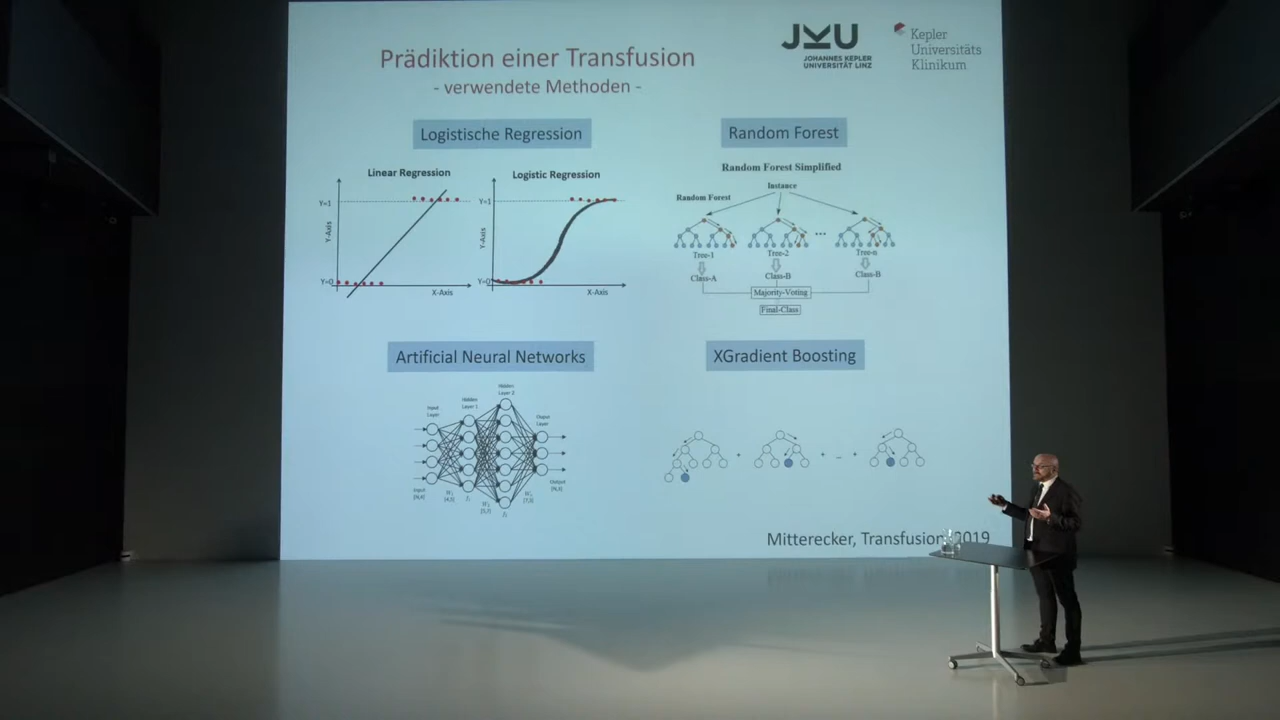 Prädiktion einer Transfusion
- verwendete Methoden -
JKU
JOHANNES KEPLER
UNIVERSITÄT LINZ
Kepler
Universitäts
Klinikum
Logistische Regression
Linear Regression
Y=1
Y-Axis
Y=0
X-Axis
Logistic Regression
Y=1
Y-Axis
Y=0
X-Axis
Random Forest
Random Forest Simplified
Instance
Random Forest
...
Tree-1
Tree-2
Tree-n
Class-A
Class-B
Class-B
Majority-Voting
Final-Class
Artificial Neural Networks
Input
Layer
Hidden
Layer 1
Hidden
Layer 2
Layer
Input
Output
XGradient Boosting
Mitterecker, Transfusion 2019